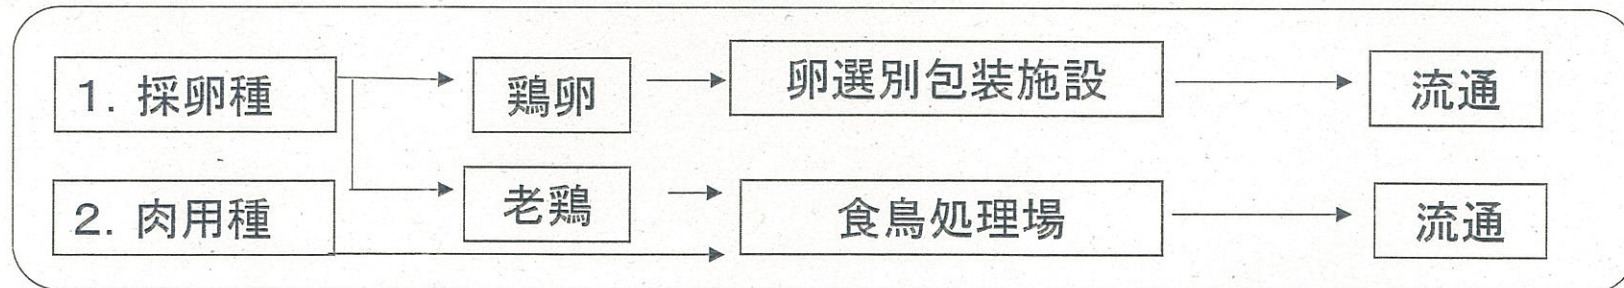 1. 採卵種
鶏卵
卵選別包装施設
流通
2. 肉用種
老鶏
食鳥処理場
流通